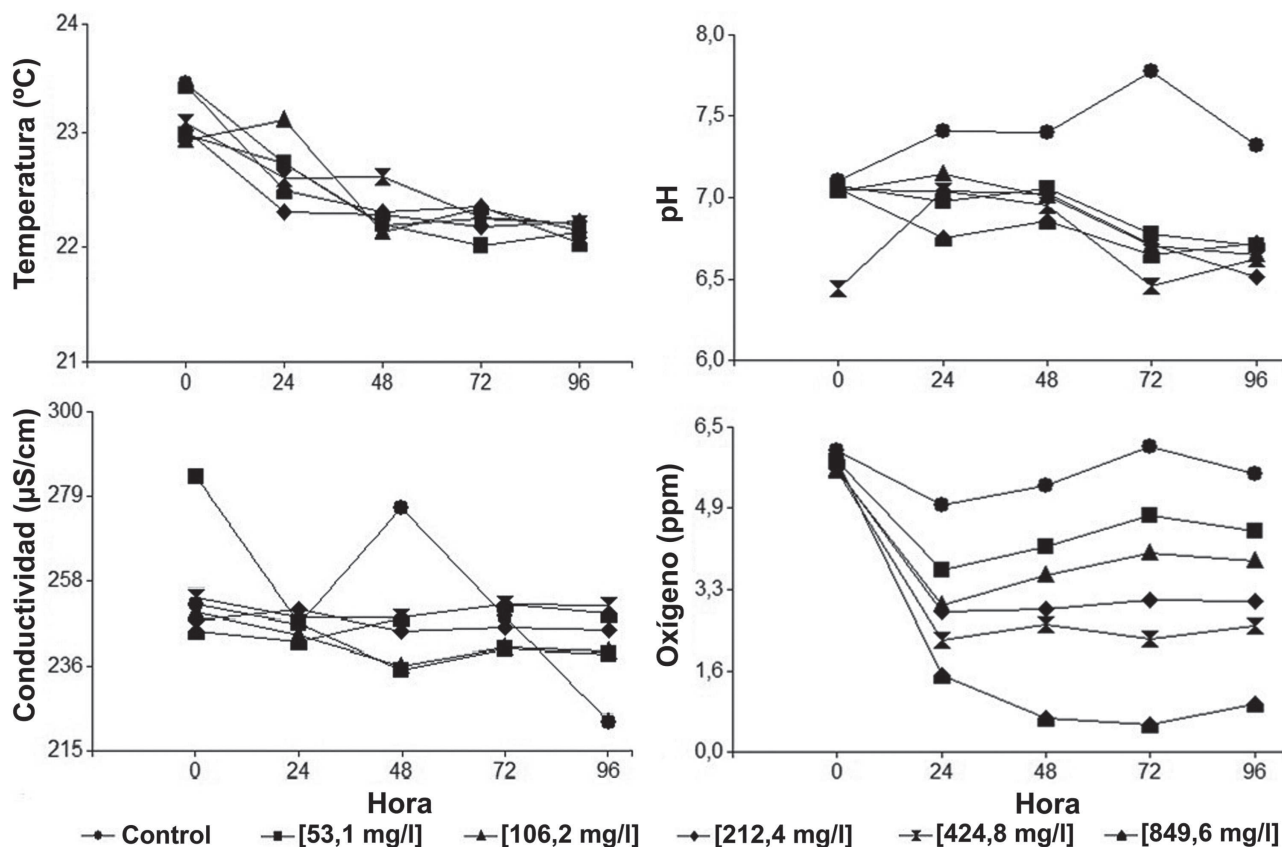 Temperatura (ºC)
24
23
22
21
0 24 48 72 96
pH
8,0
7,5
7,0
6,5
6,0
0 24 48 72 96
Conductividad (µS/cm)
300
279
258
236
215
0 24 48 72 96
Hora
Oxígeno (ppm)
6,5
4,9
3,3
1,6
0,0
0 24 48 72 96
Hora
Control [53,1 mg/l] [106,2 mg/l] [212,4 mg/l] [424,8 mg/l] [849,6 mg/l]